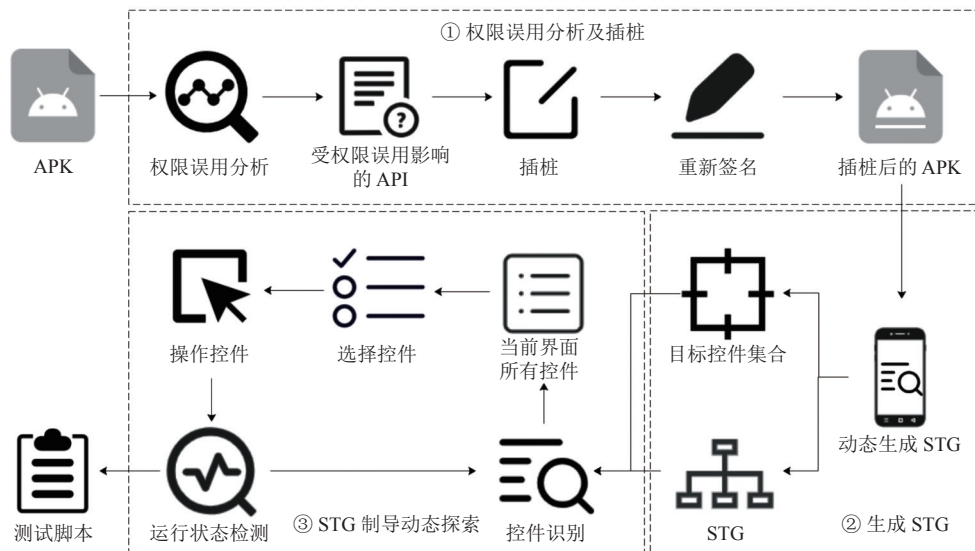 ① 权限误用分析及插桩
APK
权限误用分析
受权限误用影响
的 API
?
插桩
重新签名
插桩后的 APK
操作控件
选择控件
当前界面
所有控件
目标控件集合
动态生成 STG
测试脚本
运行状态检测
③ STG 制导动态探索
控件识别
STG
② 生成 STG